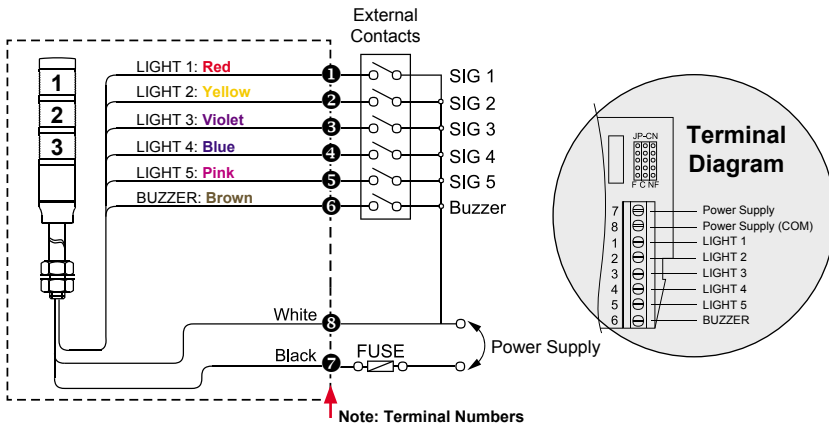 External
Contacts
1
2
3
LIGHT 1: Red
LIGHT 2: Yellow
LIGHT 3: Violet
LIGHT 4: Blue
LIGHT 5: Pink
BUZZER: Brown
1
2
3
4
5
6
SIG 1
SIG 2
SIG 3
SIG 4
SIG 5
Buzzer
White 8
Black 7 FUSE
Power Supply
Note: Terminal Numbers
Terminal
Diagram
JP-CN
F C NF
7 Power Supply
8 Power Supply (COM)
1 LIGHT 1
2 LIGHT 2
3 LIGHT 3
4 LIGHT 4
5 LIGHT 5
6 BUZZER